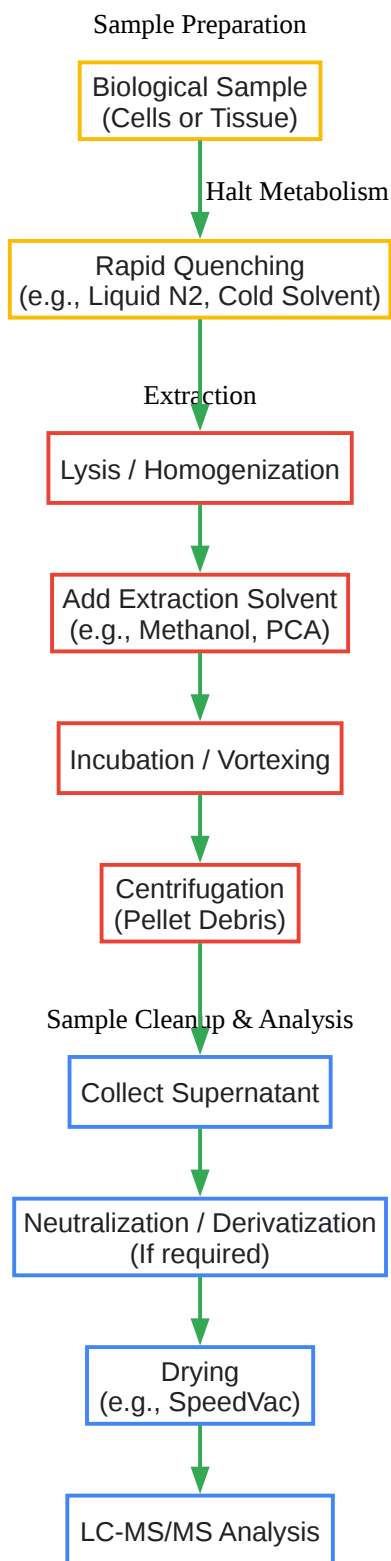 Sample Preparation
Biological Sample
(Cells or Tissue)
Halt Metabolism
Rapid Quenching
(e.g., Liquid N2, Cold Solvent)
Extraction
Lysis / Homogenization
Add Extraction Solvent
(e.g., Methanol, PCA)
Incubation / Vortexing
Centrifugation
(Pellet Debris)
Sample Cleanup & Analysis
Collect Supernatant
Neutralization / Derivatization
(If required)
Drying
(e.g., SpeedVac)
LC-MS/MS Analysis